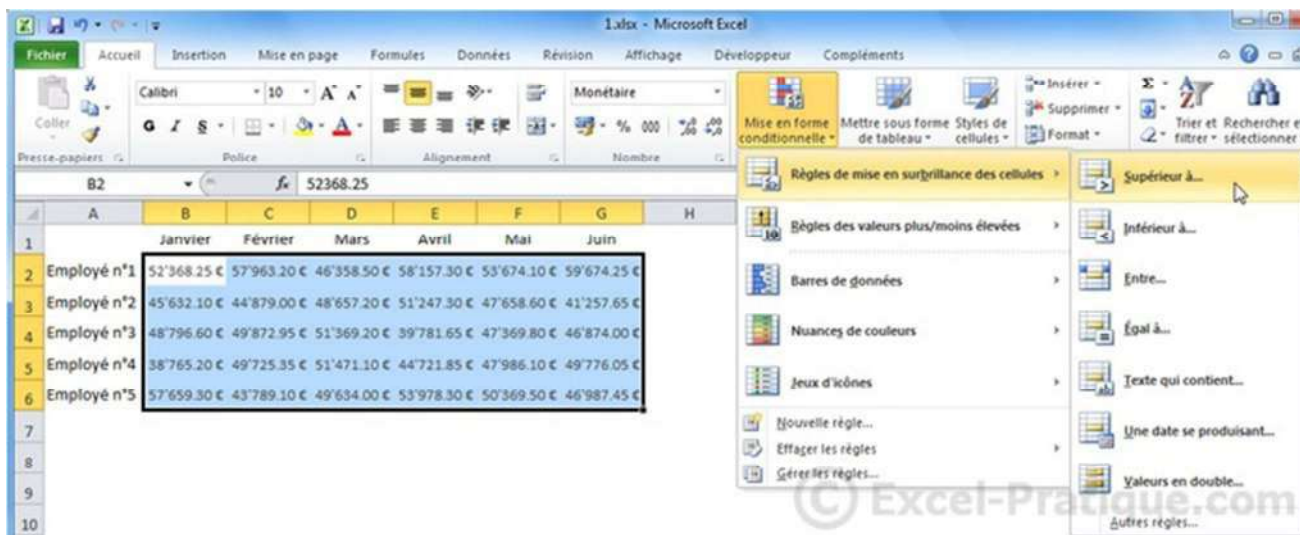 1.xlsx - Microsoft Excel
Fichier Accueil Insertion Mise en page Formules Données Révision Affichage Développeur Compléments
Coller
Calibri 10 A A
G I S A
Monétaire
% 000
Mise en forme conditionnelle
Mettre sous forme de tableau
Styles de cellules
Insérer
Supprimer
Format
Σ
Trier et filtrer
Rechercher e
sélectionner
Presse-papiers Police Alignement Nombre
B2 fx 52368.25
A B C D E F G H
1 Janvier Février Mars Avril Mai Juin
2 Employé n°1 52'368.25 € 57'963.20 € 46'358.50 € 58'157.30 € 53'674.10 € 59'674.25 €
3 Employé n°2 45'632.10 € 44'879.00 € 48'657.20 € 51'247.30 € 47'658.60 € 41'257.65 €
4 Employé n°3 48'796.60 € 49'872.95 € 51'369.20 € 39'781.65 € 47'369.80 € 46'874.00 €
5 Employé n°4 38'765.20 € 49'725.35 € 51'471.10 € 44'721.85 € 47'986.10 € 49'776.05 €
6 Employé n°5 57'659.30 € 43'789.10 € 49'634.00 € 53'978.30 € 50'369.50 € 46'987.45 €
7
8
9
10
Règles de mise en surbrillance des cellules
Règles des valeurs plus/moins élevées
Barres de données
Nuances de couleurs
Jeux d'icônes
Nouvelle règle...
Effacer les règles
Gérer les règles...
Supérieur à...
Inférieur à...
Entre...
Égal à...
Texte qui contient...
Une date se produisant...
Valeurs en double...
Autres règles...
© Excel-Pratique.com